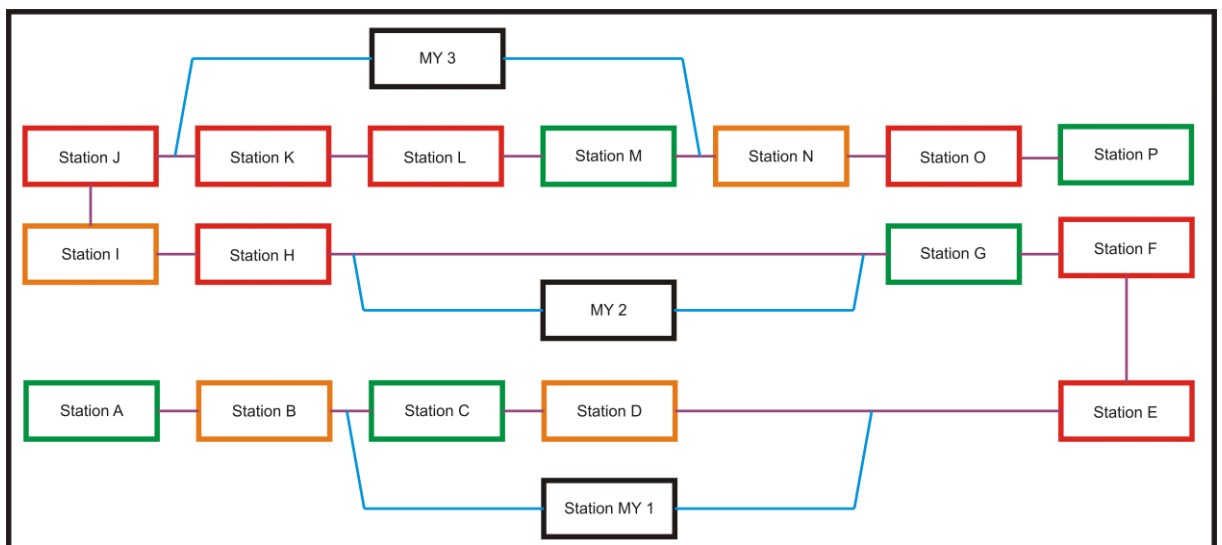 MY 3
Station J
Station K
Station L
Station M
Station N
Station O
Station P
Station I
Station H
Station G
Station F
MY 2
Station A
Station B
Station C
Station D
Station E
Station MY 1